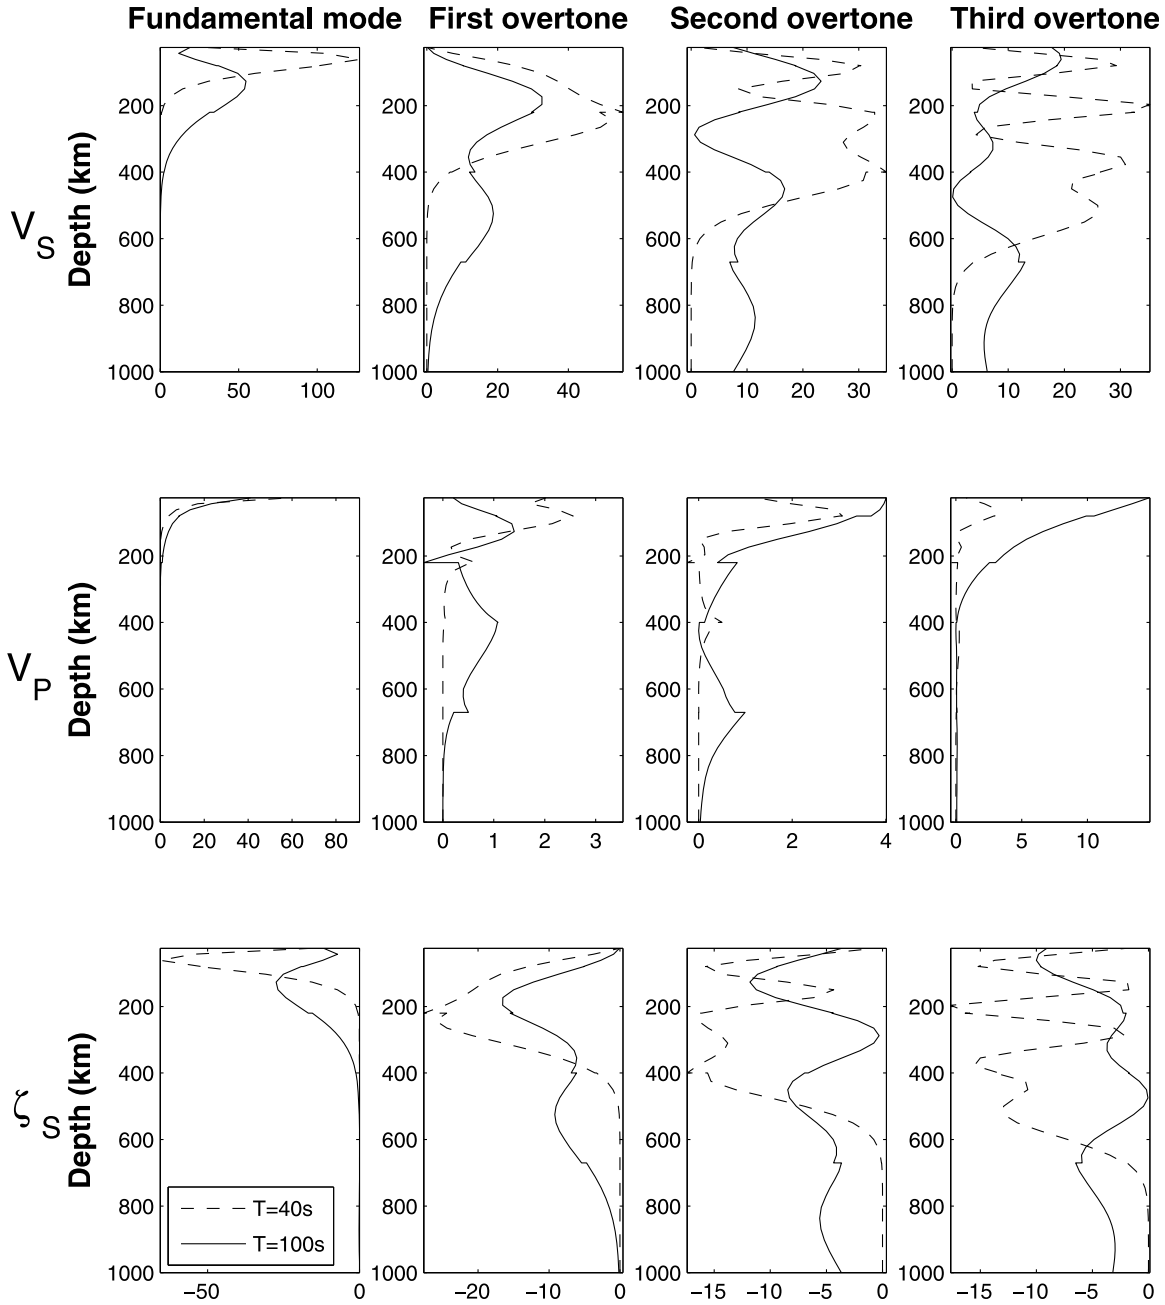 Fundamental mode First overtone Second overtone Third overtone
200 200 200 200
400 400 400 400
600 600 600 600
800 800 800 800
1000 1000 1000 1000
0 50 100 0 20 40 0 10 20 30 0 10 20 30
V_S Depth (km)
200 200 200 200
400 400 400 400
600 600 600 600
800 800 800 800
1000 1000 1000 1000
0 20 40 60 80 0 1 2 3 0 2 4 0 5 10
V_P Depth (km)
200 200 200 200
400 400 400 400
600 600 600 600
800 800 800 800
1000 1000 1000 1000
−50 0 −20 −10 0 −15 −10 −5 0 −15 −10 −5 0
ζ_S Depth (km)
T=40s
T=100s